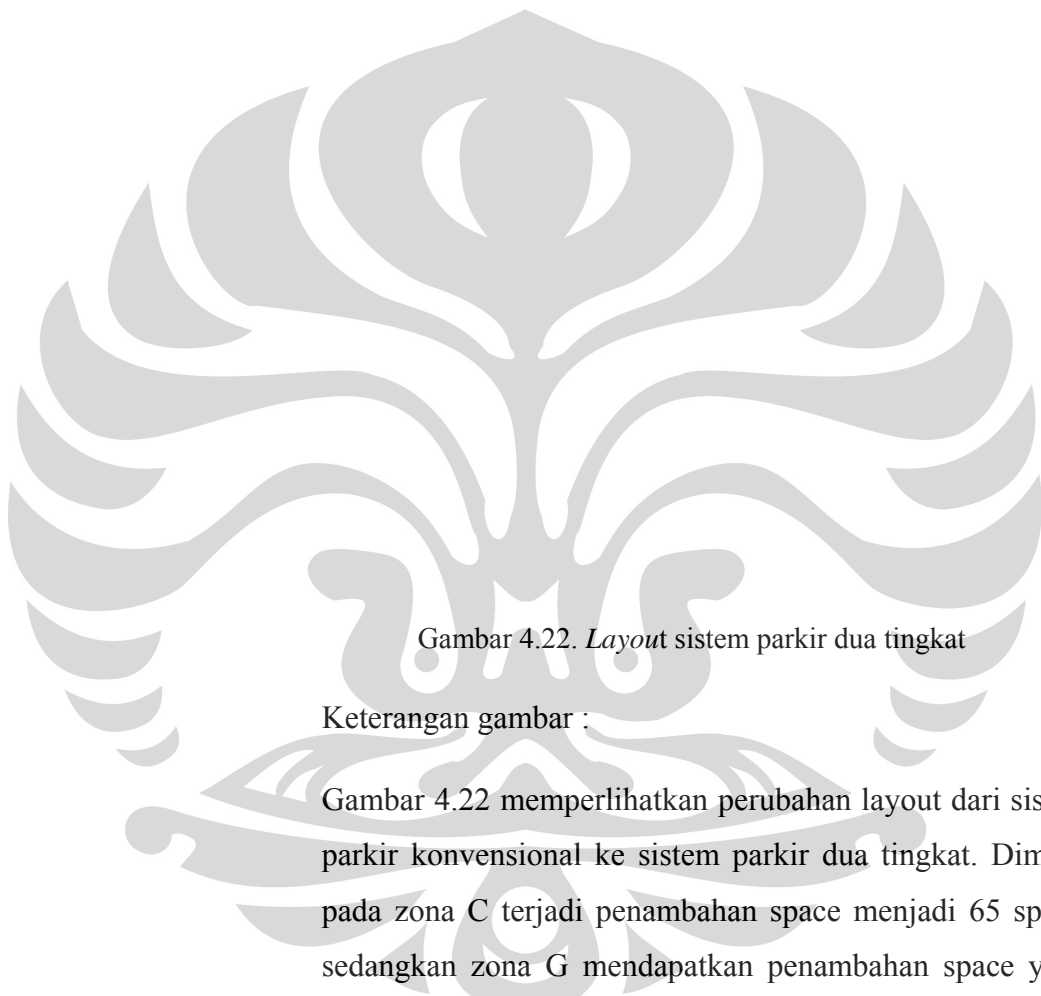 Gambar 4.22. Layout sistem parkir dua tingkat
Keterangan gambar :
Gambar 4.22 memperlihatkan perubahan layout dari sis
parkir konvensional ke sistem parkir dua tingkat. Dim
pada zona C terjadi penambahan space menjadi 65 sp
sedangkan zona G mendapatkan penambahan space y